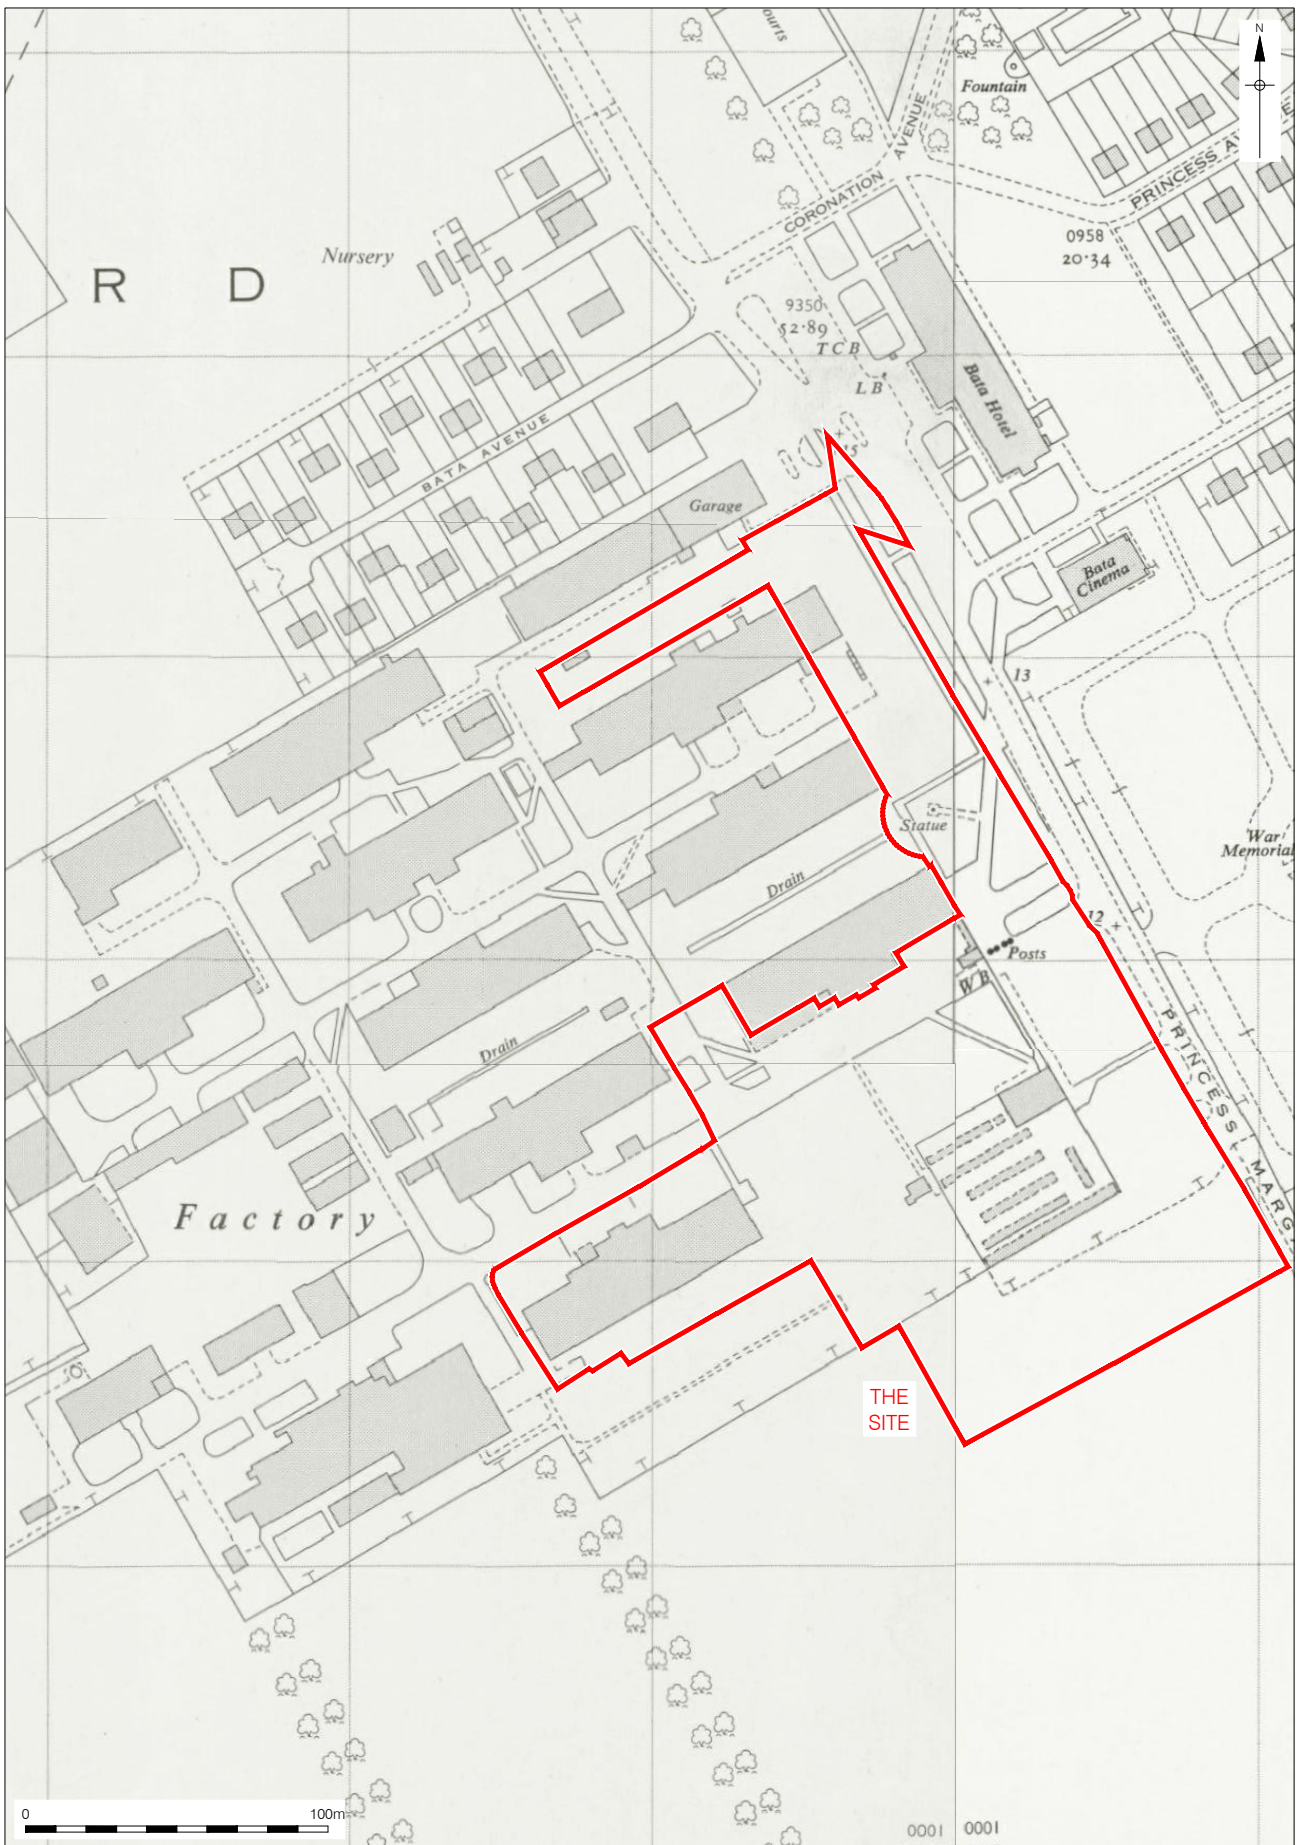 N
Fountain
AVENUE
CORONATION
PRINCESS
0958
20·34
Nursery
R D
9350
52·89
T C B
L B
Bata Hotel
BATA AVENUE
Garage
Bata
Cinema
13
Statue
War
Memorial
Drain
12
Posts
W B
Drain
PRINCESS MARG
Factory
THE
SITE
0 100m
0001 0001